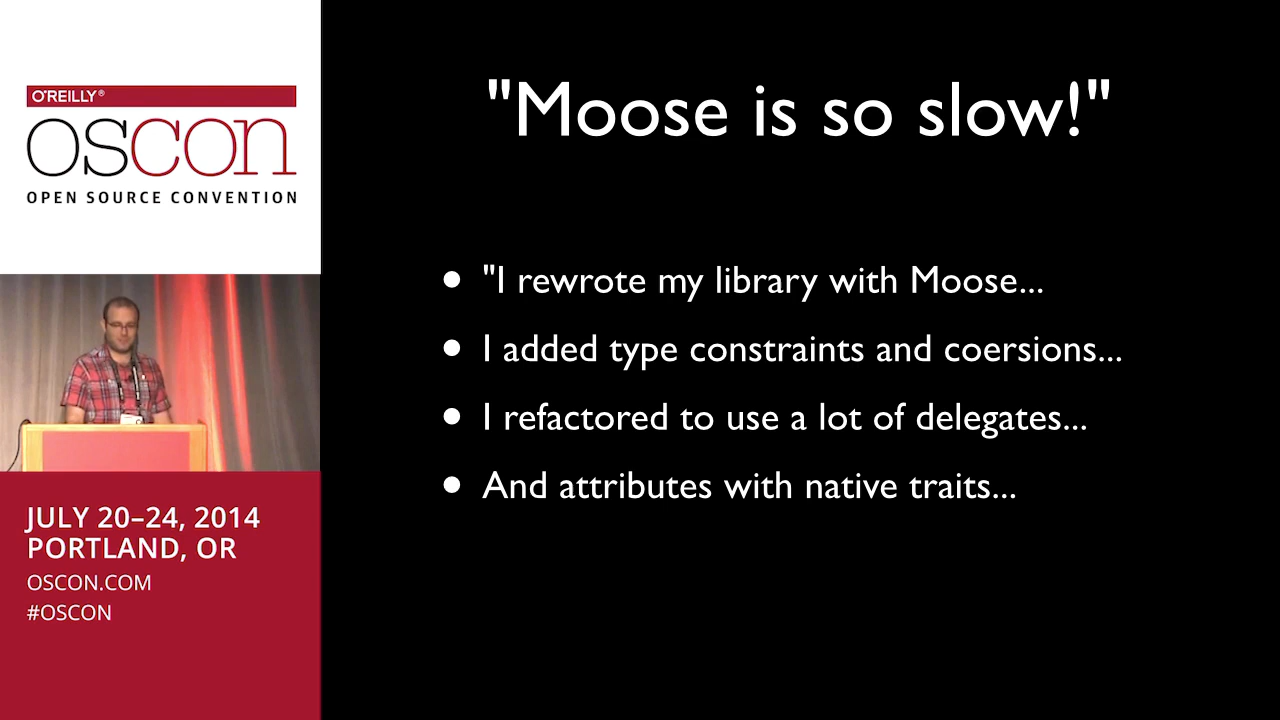 O'REILLY®
OSCON
OPEN SOURCE CONVENTION
JULY 20–24, 2014
PORTLAND, OR
OSCON.COM
#OSCON
"Moose is so slow!"
• "I rewrote my library with Moose...
• I added type constraints and coersions...
• I refactored to use a lot of delegates...
• And attributes with native traits...